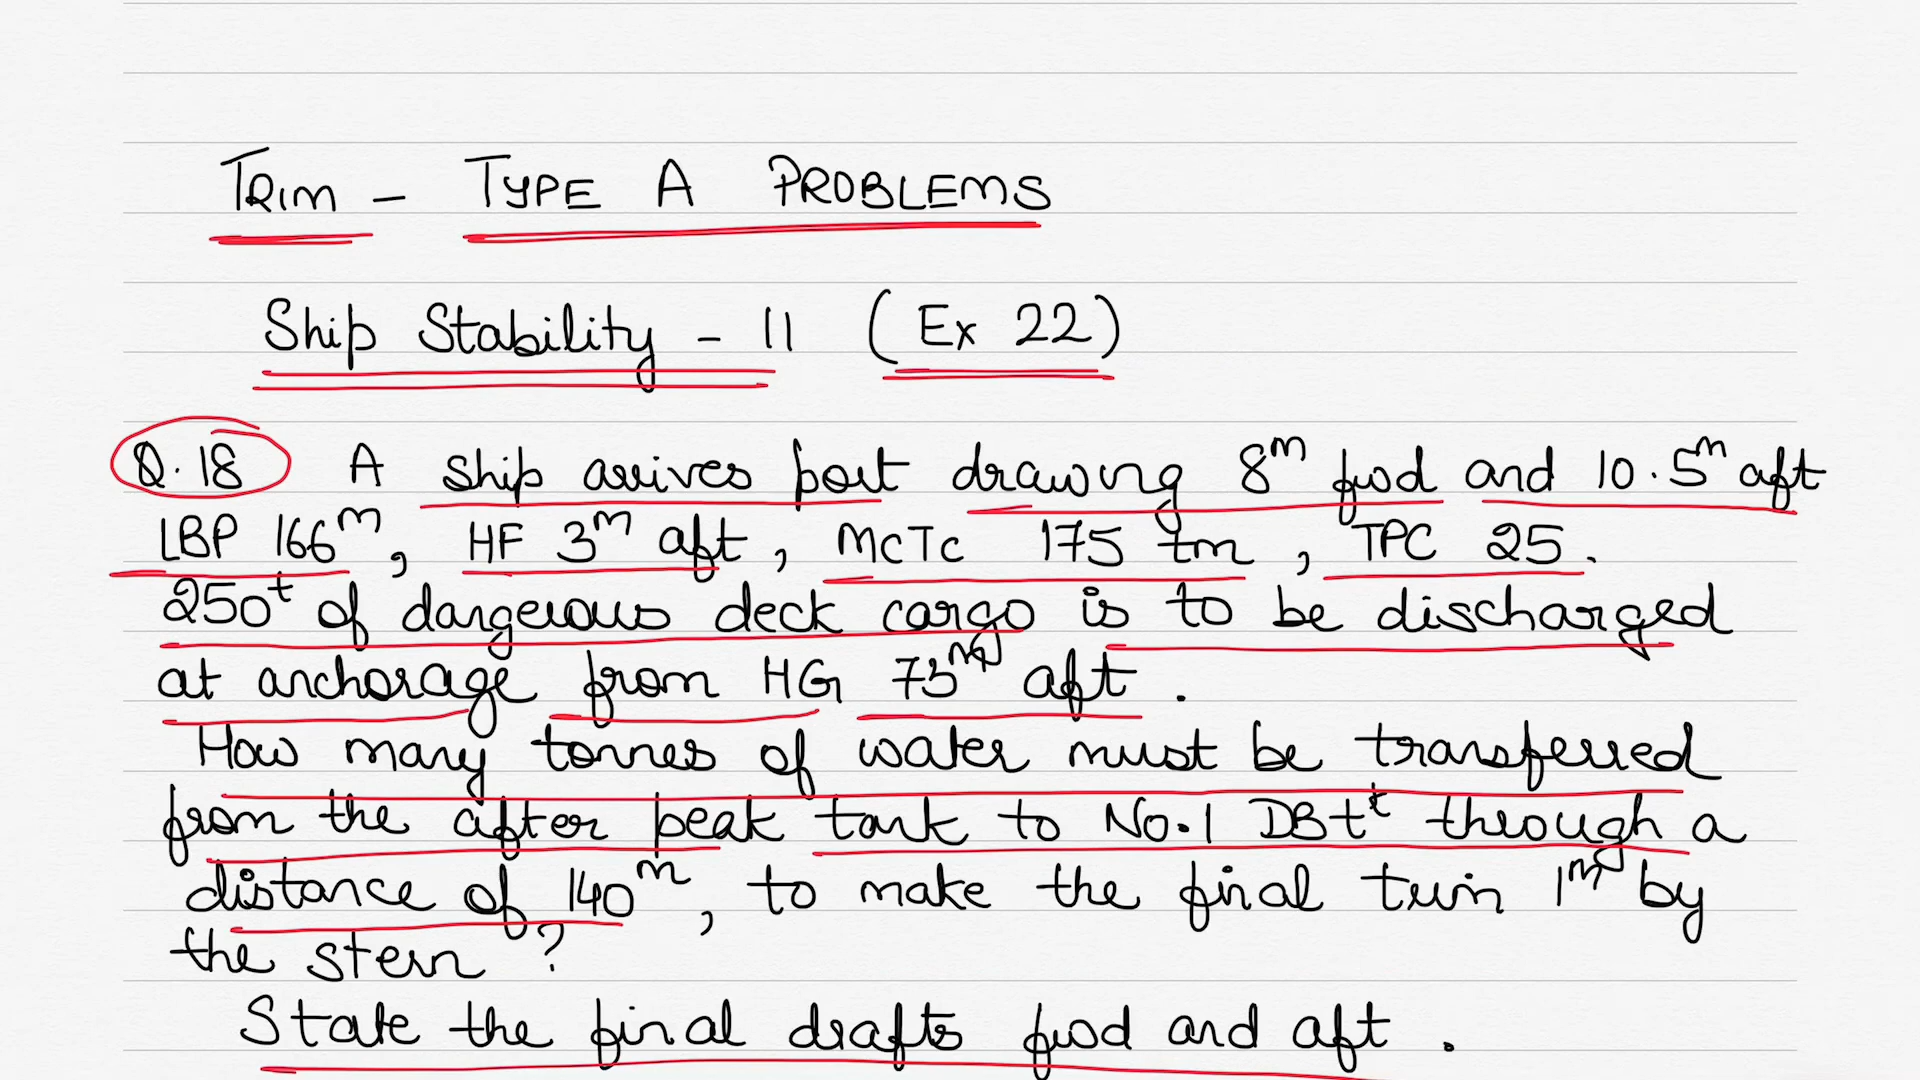 TRIM - TYPE A PROBLEMS
Ship Stability - II (Ex 22)
Q.18 A ship arrives port drawing 8m fwd and 10.5m aft
LBP 166m, HF 3m aft, MCTC 175 tm, TPC 25.
250t of dangerous deck cargo is to be discharged
at anchorage from HG 73m aft.
How many tonnes of water must be transferred
from the after peak tank to No.1 DBtt through a
distance of 140m, to make the final trim 1m by
the stern?
State the final drafts fwd and aft.